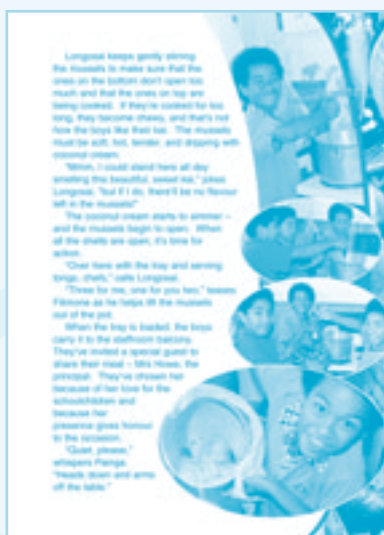 Longosai keeps gently stirring
the mussels to make sure that the
ones on the bottom don't open too
much and that the ones on top are
being cooked. If they're cooked for too
long, they become chewy, and that's not
how the boys like their kai. The mussels
must be soft, hot, tender, and dripping with
coconut cream.
"Mmm, I could stand here all day
smelling this beautiful, sweet kai," jokes
Longosai, "but if I do, there'll be no flavour
left in the mussels!"
The coconut cream starts to simmer –
and the mussels begin to open. When
all the shells are open, it's time for
action.
"Over here with the tray and serving
tongs, chefs," calls Longosai.
"Three for me, one for you two," teases
as he helps lift the mussels
out of the pot.
When the tray is loaded, the boys
carry it to the staffroom balcony.
They've invited a special guest to
share their meal – Mrs Howe, the
principal. They've chosen her
because of her love for the
schoolchildren and
because her
presence gives honour
to the occasion.
"Quiet, please,"
whispers
"Heads down and arms
off the table."